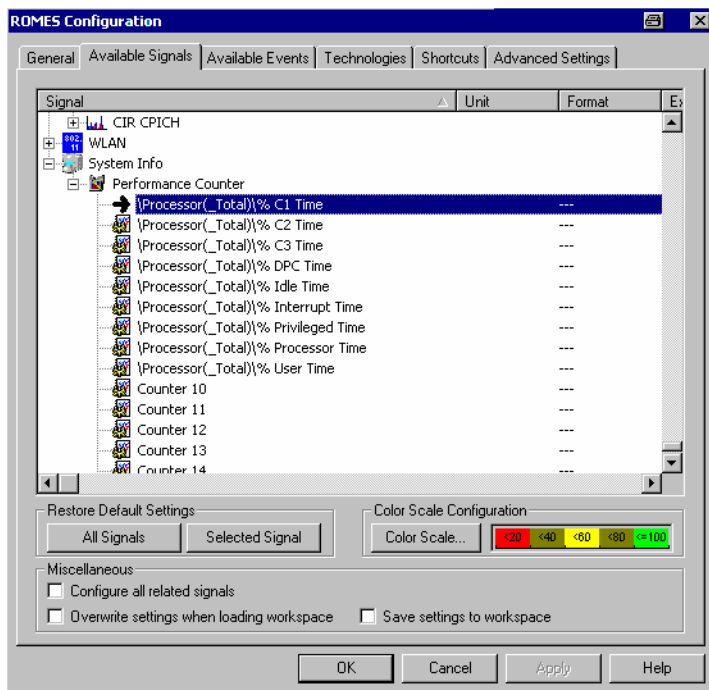 ROMES Configuration
General Available Signals Available Events Technologies Shortcuts Advanced Settings
Signal Unit Format
CIR CPICH
802. 11 WLAN
System Info
Performance Counter
\Processor(_Total)\% C1 Time ---
\Processor(_Total)\% C2 Time ---
\Processor(_Total)\% C3 Time ---
\Processor(_Total)\% DPC Time ---
\Processor(_Total)\% Idle Time ---
\Processor(_Total)\% Interrupt Time ---
\Processor(_Total)\% Privileged Time ---
\Processor(_Total)\% Processor Time ---
\Processor(_Total)\% User Time ---
Counter 10 ---
Counter 11 ---
Counter 12 ---
Counter 13 ---
Counter 14 ---
Restore Default Settings Color Scale Configuration
All Signals Selected Signal Color Scale... <20 <40 <60 <80 <=100
Miscellaneous
Configure all related signals
Overwrite settings when loading workspace Save settings to workspace
OK Cancel Apply Help